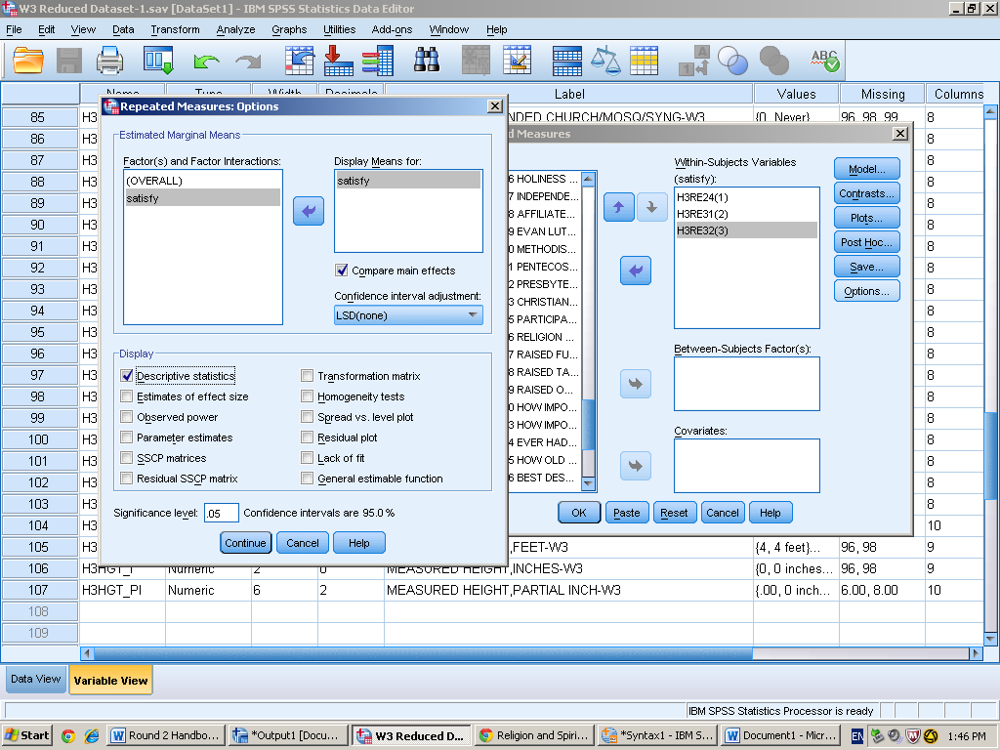 W3 Reduced Dataset-1.sav [DataSet1] - IBM SPSS Statistics Data Editor
File Edit View Data Transform Analyze Graphs Utilities Add-ons Window Help
Name Type Width Decimals Label Values Missing Columns
Repeated Measures: Options
Estimated Marginal Means
Factor(s) and Factor Interactions:
(OVERALL)
satisfy
Display Means for:
satisfy
Compare main effects
Confidence interval adjustment:
LSD(none)
Display
Descriptive statistics
Transformation matrix
Estimates of effect size
Homogeneity tests
Observed power
Spread vs. level plot
Parameter estimates
Residual plot
SSCP matrices
Lack of fit
Residual SSCP matrix
General estimable function
Significance level: .05 Confidence intervals are 95.0 %
Continue Cancel Help
d Measures
6 HOLINESS ...
7 INDEPENDE...
8 AFFILIATE...
9 EVAN LUT...
0 METHODIS...
1 PENTECOS...
2 PRESBYTE...
3 CHRISTIAN...
5 PARTICIPA...
6 RELIGION ...
7 RAISED FU...
8 RAISED TA...
9 RAISED O...
0 HOW IMPO...
3 HOW IMPO...
4 EVER HAD...
5 HOW OLD ...
6 BEST DES...
Within-Subjects Variables
(satisfy):
H3RE24(1)
H3RE31(2)
H3RE32(3)
Between-Subjects Factor(s):
Covariates:
Model...
Contrasts...
Plots...
Post Hoc...
Save...
Options...
OK Paste Reset Cancel Help
85 H3 NDED CHURCH/MOSQ/SYNG-W3 {0, Never} 96, 98, 99 8
86 H3 8
87 H3 8
88 H3 8
89 H3 8
90 H3 8
91 H3 8
92 H3 8
93 H3 8
94 H3 8
95 H3 8
96 H3 8
97 H3 8
98 H3 8
99 H3 8
100 H3 8
101 H3 8
102 H3 8
103 H3 8
104 H3 10
105 H3 ,FEET-W3 {4, 4 feet}... 96, 98 9
106 H3HGT_I Numeric 2 0 MEASURED HEIGHT,INCHES-W3 {0, 0 inches... 96, 98 9
107 H3HGT_PI Numeric 6 2 MEASURED HEIGHT,PARTIAL INCH-W3 {.00, 0 inch... 6.00, 8.00 10
108
109
Data View Variable View
IBM SPSS Statistics Processor is ready
Start Round 2 Handbo... *Output1 [Docu... W3 Reduced D... Religion and Spiri... *Syntax1 - IBM S... Document1 - Micr... EN 1:46 PM